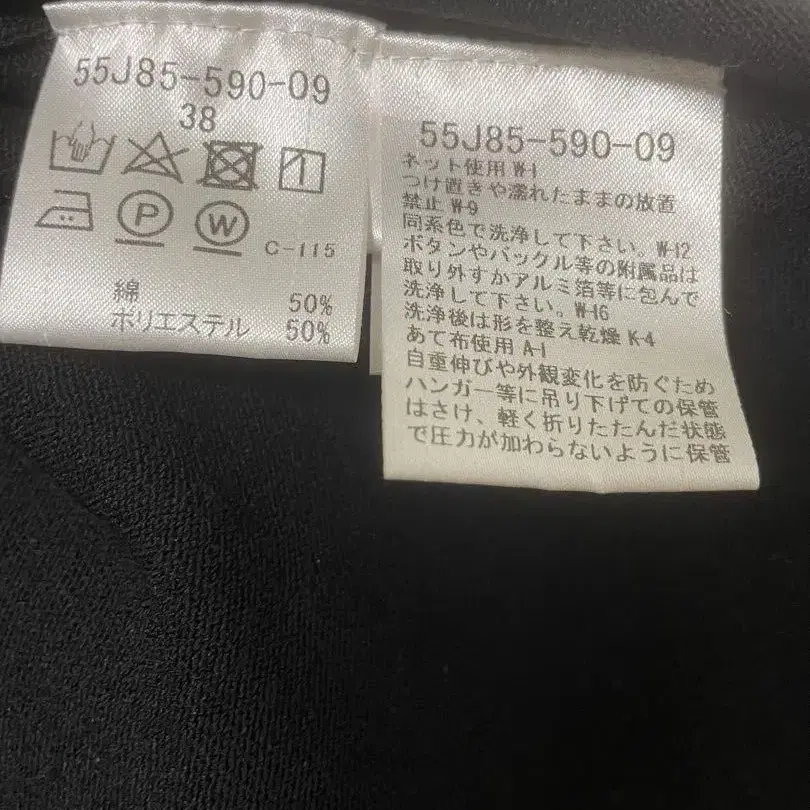 55J85-590-09
38
P
W
C-115
綿 50%
ポリエステル 50%
55J85-590-09
ネット使用 W-1
つけ置きや濡れたままの放置
禁止 W-9
同系色で洗浄して下さい。W-12
ボタンやバックル等の附属品は
取り外すかアルミ箔等に包んで
洗浄して下さい。W-16
洗浄後は形を整え乾燥 K-4
あて布使用 A-1
自重伸びや外観変化を防ぐため
ハンガー等に吊り下げての保管
はさけ、軽く折りたたんだ状態
で圧力が加わらないように保管